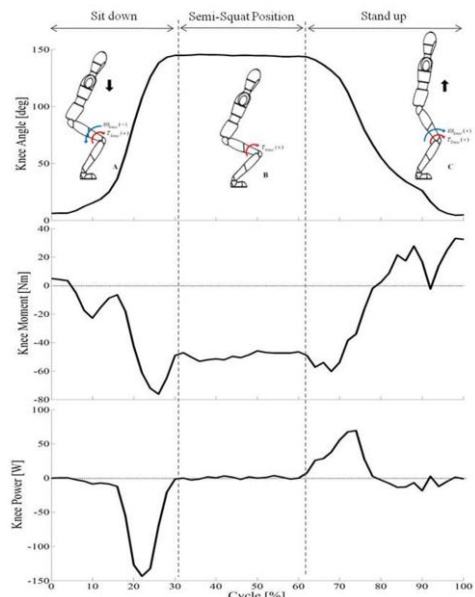 Sit down Semi-Squat Position Stand up
150
100
50
0
Knee Angle [deg]
A
B
C
40
20
0
-20
-40
-60
-80
Knee Moment [Nm]
100
50
0
-50
-100
-150
Knee Power [W]
0 10 20 30 40 50 60 70 80 90 100
Cycle [%]